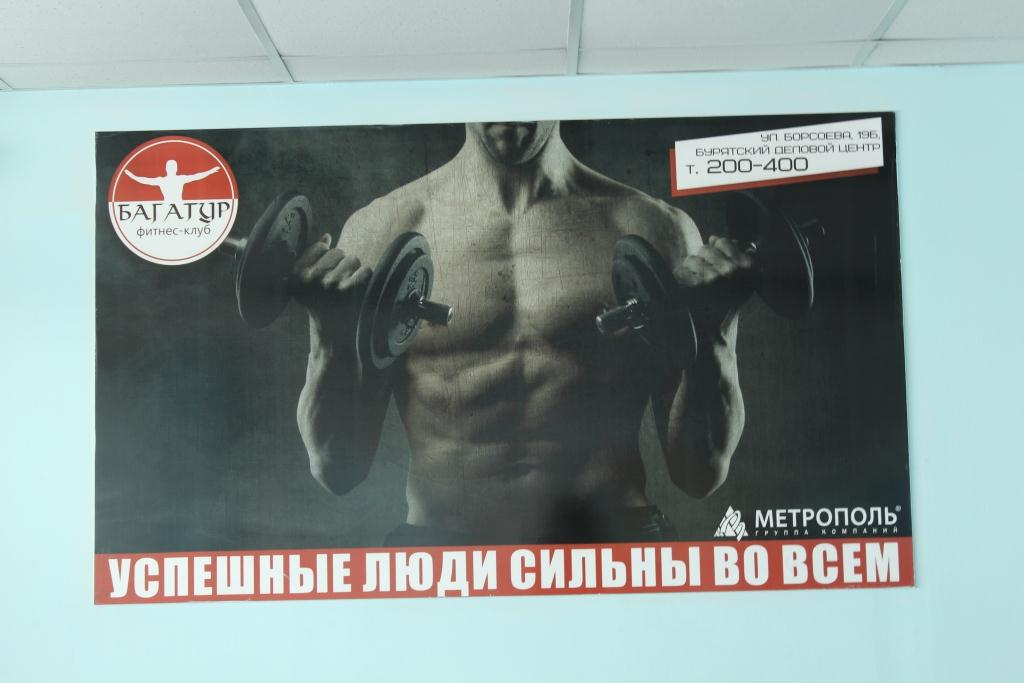 БАГАТУР
фитнес-клуб
УЛ. БОРСОЕВА, 19Б,
БУРЯТСКИЙ ДЕЛОВОЙ ЦЕНТР
Т. 200-400
МЕТРОПОЛЬ®
ГРУППА КОМПАНИЙ
УСПЕШНЫЕ ЛЮДИ СИЛЬНЫ ВО ВСЕМ